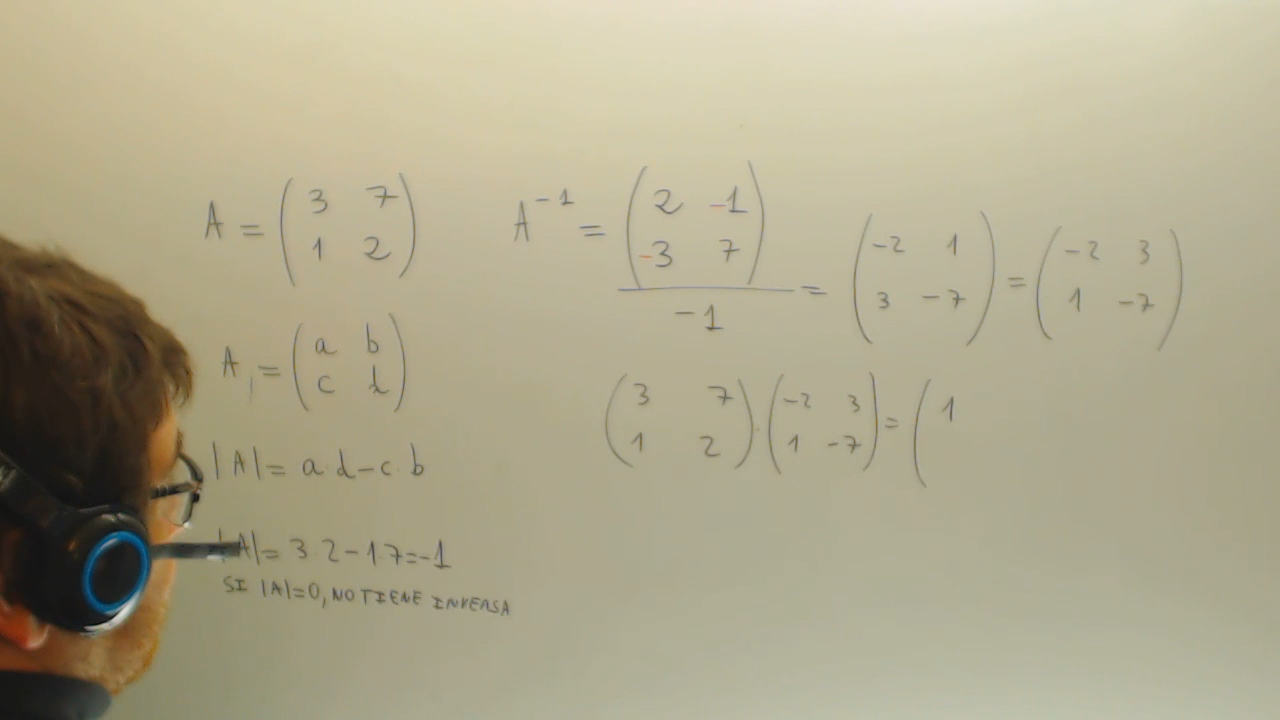 A = ( 3 7
1 2 )
A⁻¹ = ( 2 -1
-3 7 )
-1
= ( -2 1
3 -7 ) = ( -2 3
1 -7 )
A, = ( a b
c d )
( 3 7
1 2 ) · ( -2 3
1 -7 ) = ( 1
|A| = a·d-c·b
|A| = 3·2-1·7=-1
SI |A|=0, NO TIENE INVERSA